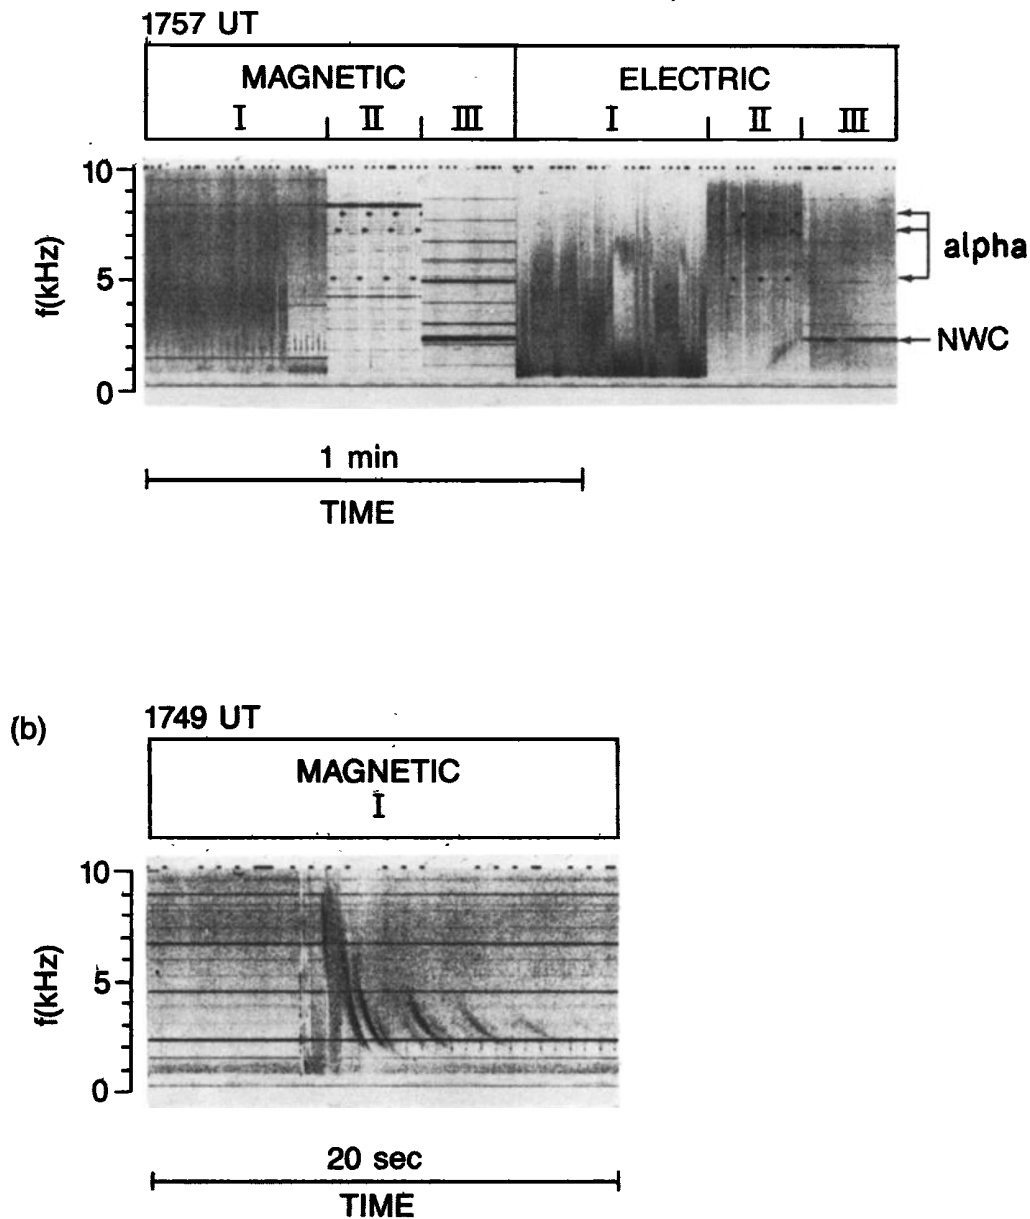 1757 UT
MAGNETIC ELECTRIC
I II III I II III
10
5
0
f(kHz)
alpha
NWC
1 min
TIME
(b)
1749 UT
MAGNETIC
I
10
5
0
f(kHz)
20 sec
TIME